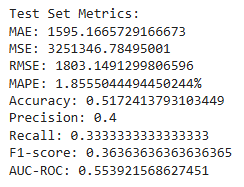 Test Set Metrics:
MAE: 1595.1665729166673
MSE: 3251346.78495001
RMSE: 1803.1491299806596
MAPE: 1.8555044494450244%
Accuracy: 0.5172413793103449
Precision: 0.4
Recall: 0.3333333333333333
F1-score: 0.36363636363636365
AUC-ROC: 0.553921568627451